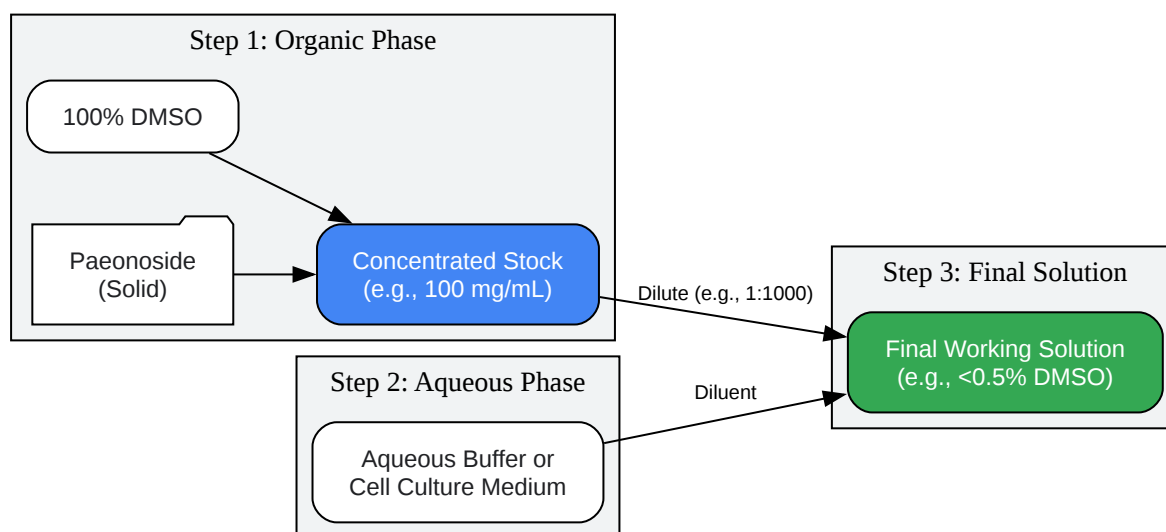 Step 1: Organic Phase
100% DMSO
Paeonoside
(Solid)
Concentrated Stock
(e.g., 100 mg/mL)
Dilute (e.g., 1:1000)
Step 2: Aqueous Phase
Aqueous Buffer or
Cell Culture Medium
Diluent
Step 3: Final Solution
Final Working Solution
(e.g., <0.5% DMSO)